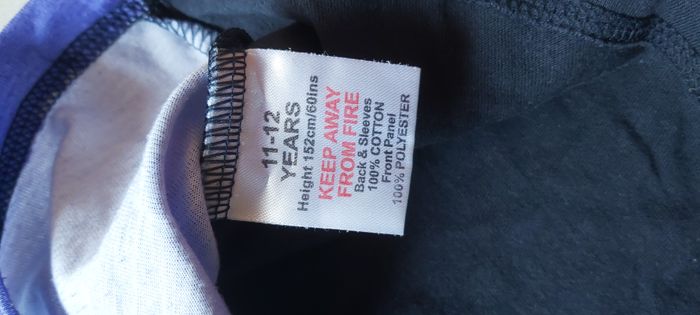 11-12
YEARS
Height 152cm/60ins
KEEP AWAY
FROM FIRE
Back & Sleeves
100% COTTON
Front Panel
100% POLYESTER